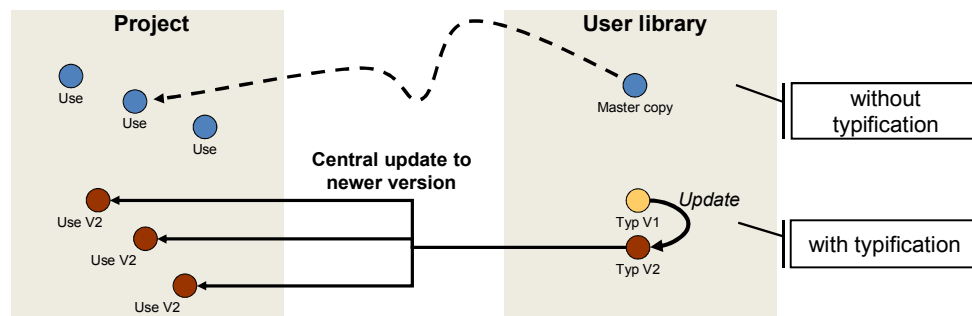 Project
User library
Use
Use
Use
Master copy
without
typification
Central update to
newer version
Use V2
Use V2
Use V2
Typ V1
Update
Typ V2
with typification